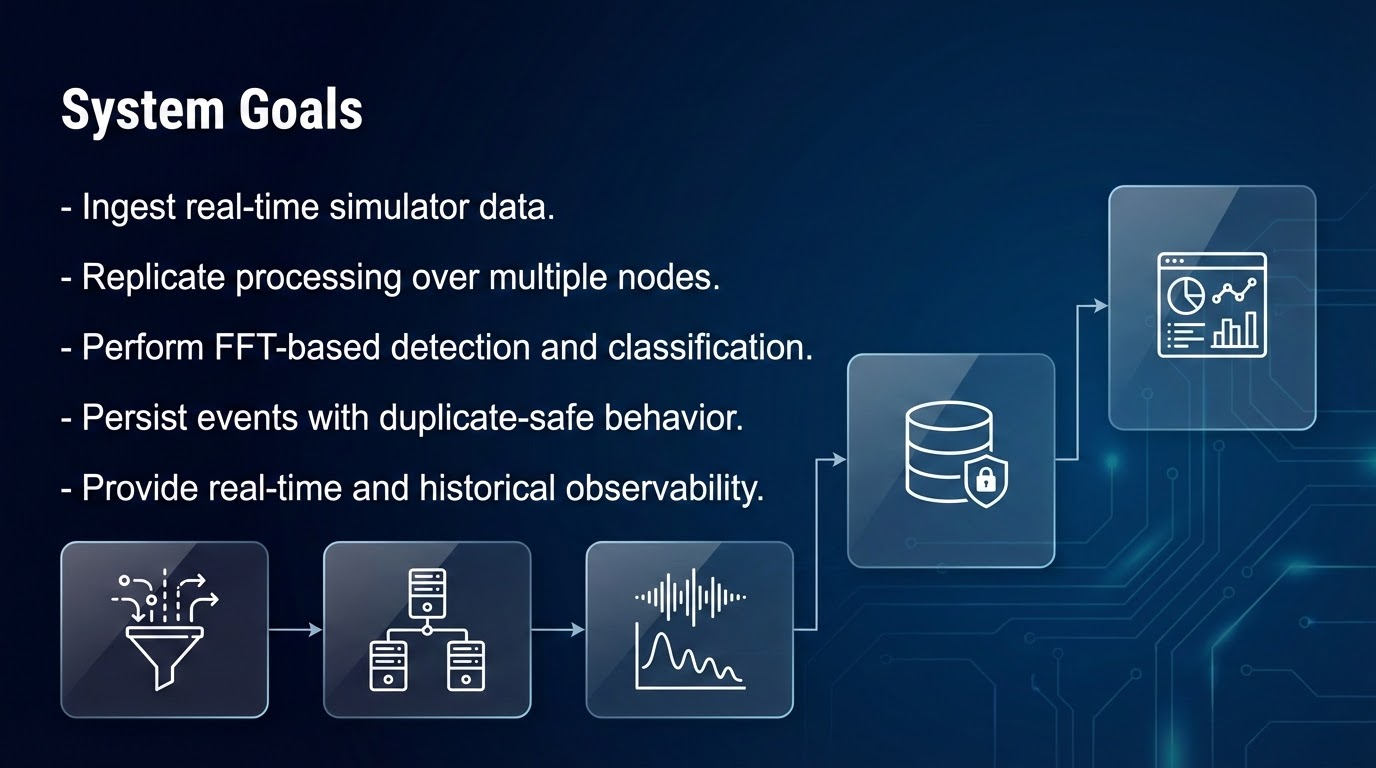 System Goals
- Ingest real-time simulator data.
- Replicate processing over multiple nodes.
- Perform FFT-based detection and classification.
- Persist events with duplicate-safe behavior.
- Provide real-time and historical observability.